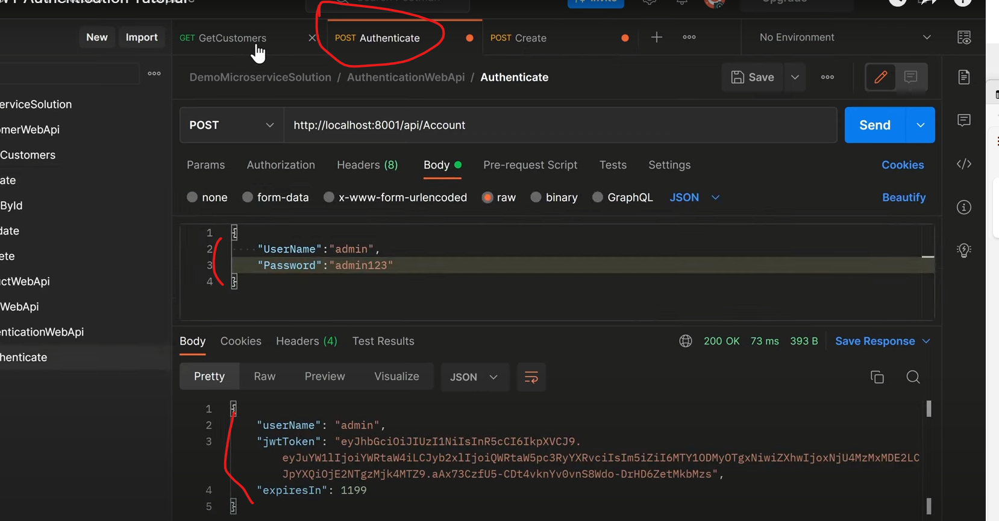 Authentication Tutorial
Invite
Upgrade
New
Import
GET GetCustomers
POST Authenticate
POST Create
No Environment
DemoMicroserviceSolution / AuthenticationWebApi / Authenticate
Save
erviceSolution
omerWebApi
Customers
ate
ById
date
ete
uctWebApi
WebApi
enticationWebApi
henticate
POST
http://localhost:8001/api/Account
Send
Params
Authorization
Headers (8)
Body
Pre-request Script
Tests
Settings
Cookies
none
form-data
x-www-form-urlencoded
raw
binary
GraphQL
JSON
Beautify
1 {
2 "UserName":"admin",
3 "Password":"admin123"
4 }
Body
Cookies
Headers (4)
Test Results
200 OK
73 ms
393 B
Save Response
Pretty
Raw
Preview
Visualize
JSON
1 {
2 "userName": "admin",
3 "jwtToken": "eyJhbGciOiJIUzI1NiIsInR5cCI6IkpXVCJ9.
eyJuYW1lIjoiYWRtaW4iLCJyb2xlIjoiQWRtaW5pc3RyYXRvciIsIm5iZiI6MTY1ODMyOTgxNiwiZXhwIjoxNjU4MzMxMDE2LC
JpYXQiOjE2NTgzMjk4MTZ9.aAx73CzfU5-CDt4vknYv0vnS8Wdo-DrHD6ZetMkbMzs",
4 "expiresIn": 1199
5 }